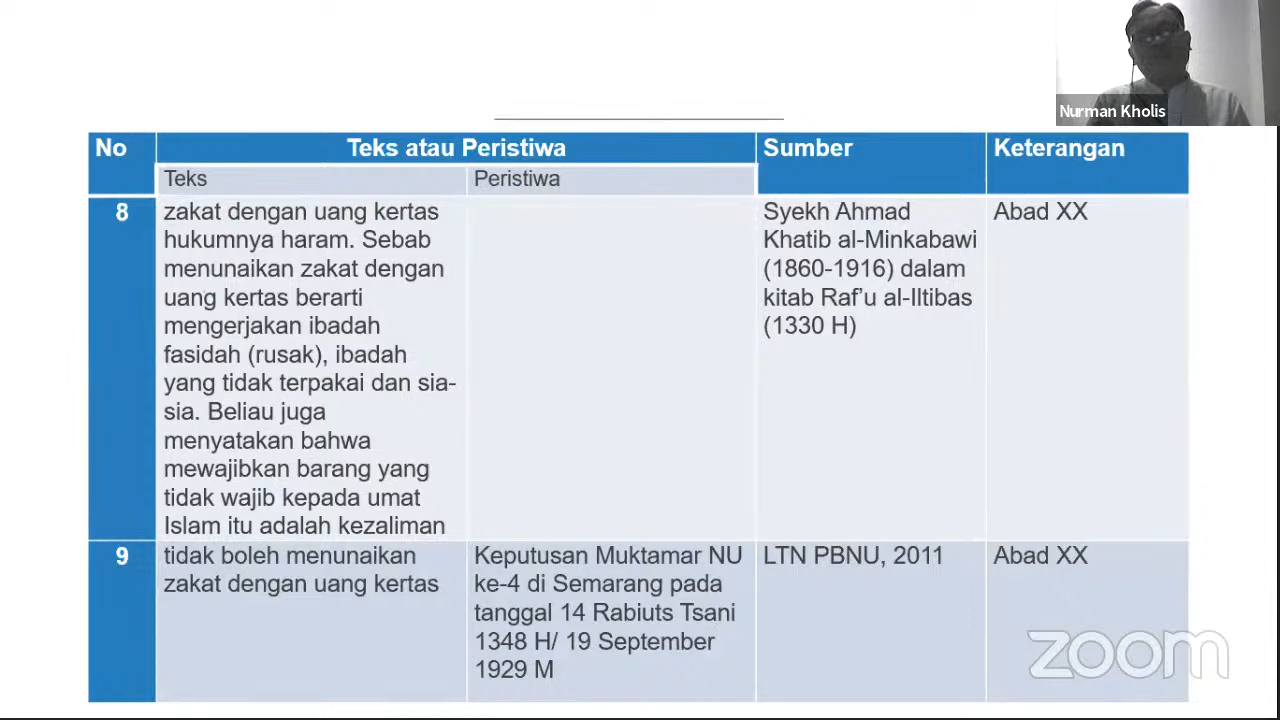 Nurman Kholis
No
Teks atau Peristiwa
Sumber
Keterangan
Teks
Peristiwa
8
zakat dengan uang kertas
hukumnya haram. Sebab
menunaikan zakat dengan
uang kertas berarti
mengerjakan ibadah
fasidah (rusak), ibadah
yang tidak terpakai dan sia-
sia. Beliau juga
menyatakan bahwa
mewajibkan barang yang
tidak wajib kepada umat
Islam itu adalah kezaliman
Syekh Ahmad
Khatib al-Minkabawi
(1860-1916) dalam
kitab Raf’u al-Iltibas
(1330 H)
Abad XX
9
tidak boleh menunaikan
zakat dengan uang kertas
Keputusan Muktamar NU
ke-4 di Semarang pada
tanggal 14 Rabiuts Tsani
1348 H/ 19 September
1929 M
LTN PBNU, 2011
Abad XX
zoom